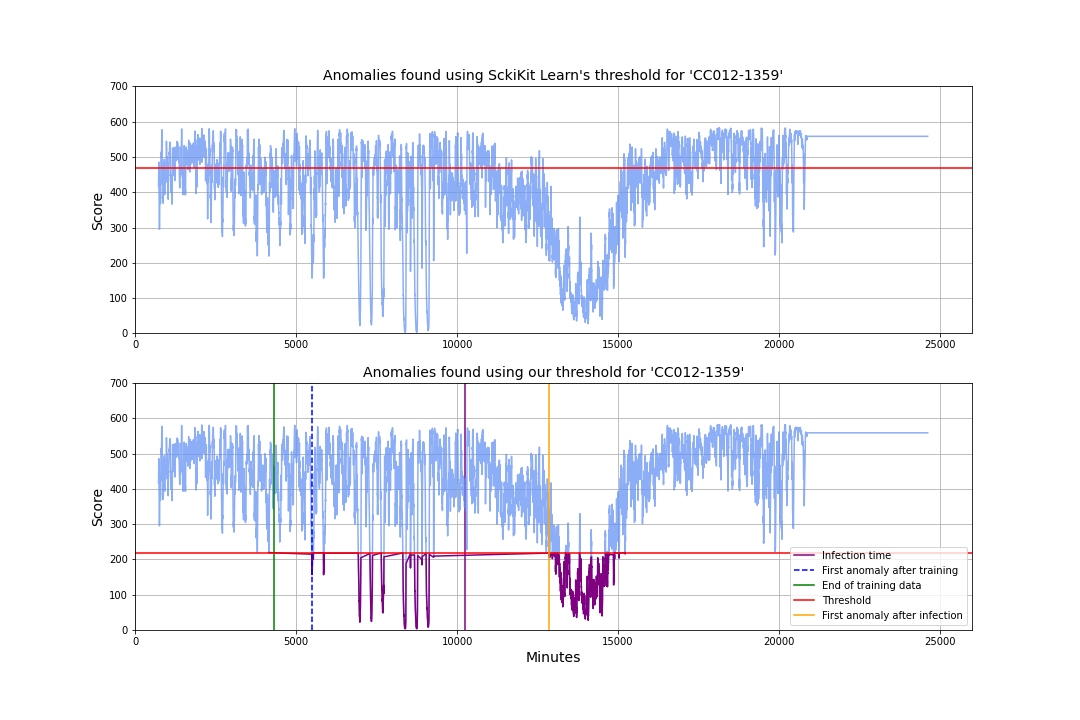 Anomalies found using SckiKit Learn's threshold for 'CC012-1359'
700
600
500
400
300
200
100
0
Score
0 5000 10000 15000 20000 25000
Anomalies found using our threshold for 'CC012-1359'
700
600
500
400
300
200
100
0
Score
Infection time
First anomaly after training
End of training data
Threshold
First anomaly after infection
0 5000 10000 15000 20000 25000
Minutes